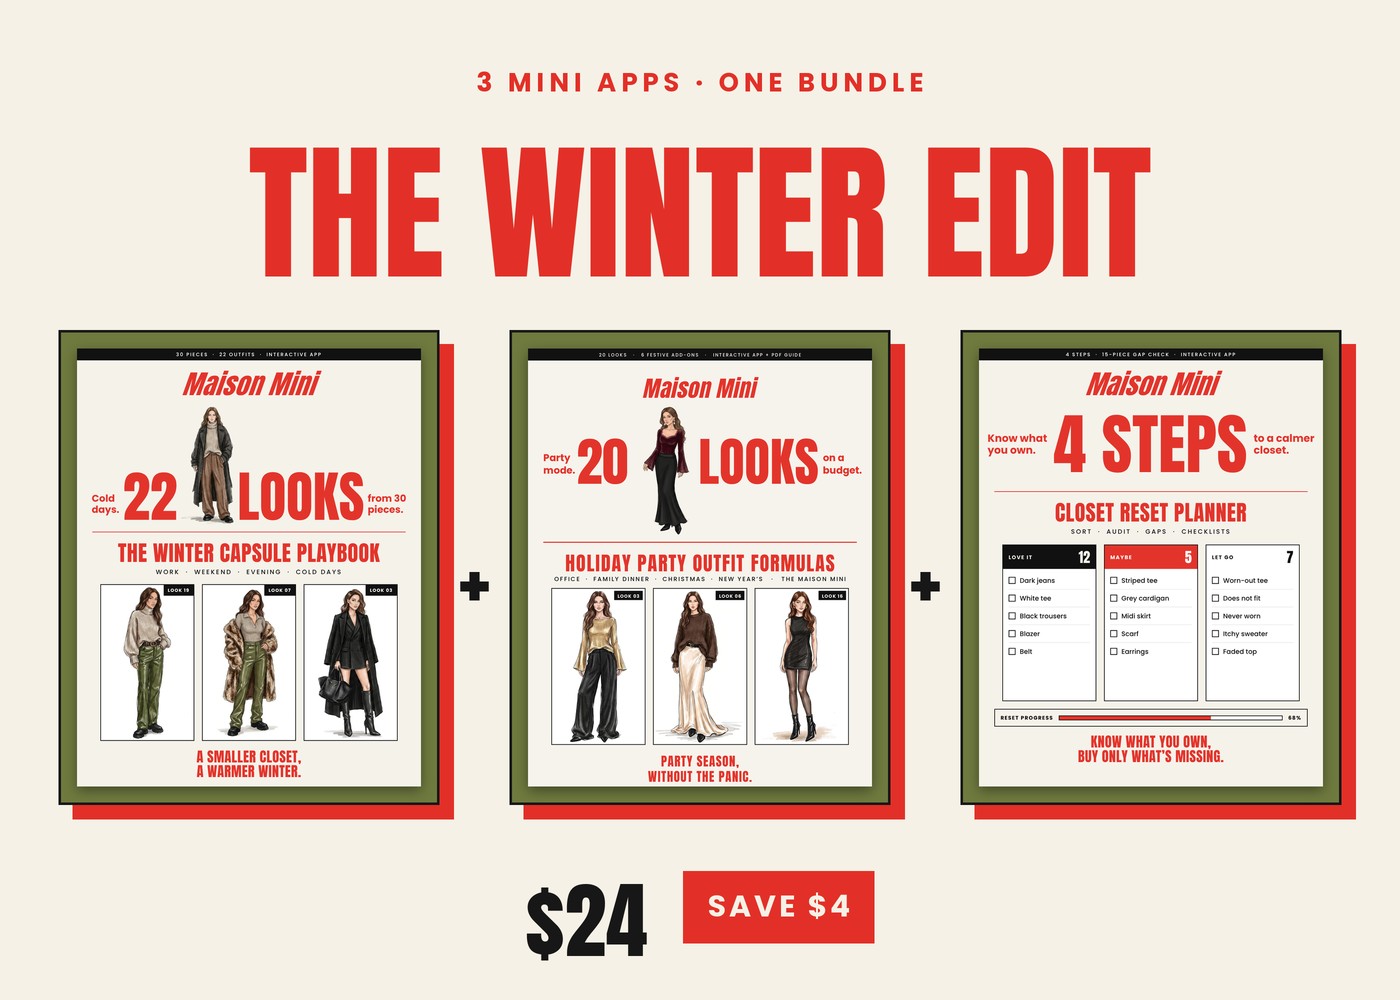 3 MINI APPS · ONE BUNDLE
THE WINTER EDIT
30 PIECES · 22 OUTFITS · INTERACTIVE APP
Maison Mini
Cold
days.
22 LOOKS
from 30
pieces.
THE WINTER CAPSULE PLAYBOOK
WORK · WEEKEND · EVENING · COLD DAYS
LOOK 19
LOOK 07
LOOK 03
A SMALLER CLOSET,
A WARMER WINTER.
+
20 LOOKS · 6 FESTIVE ADD-ONS · INTERACTIVE APP + PDF GUIDE
Maison Mini
Party
mode.
20 LOOKS
on a
budget.
HOLIDAY PARTY OUTFIT FORMULAS
OFFICE · FAMILY DINNER · CHRISTMAS · NEW YEAR'S · THE MAISON MINI
LOOK 03
LOOK 06
LOOK 18
PARTY SEASON,
WITHOUT THE PANIC.
+
4 STEPS · 15-PIECE GAP CHECK · INTERACTIVE APP
Maison Mini
Know what
you own.
4 STEPS
to a calmer
closet.
CLOSET RESET PLANNER
SORT · AUDIT · GAPS · CHECKLISTS
LOVE IT 12
Dark jeans
White tee
Black trousers
Blazer
Belt
MAYBE 5
Striped tee
Grey cardigan
Midi skirt
Scarf
Earrings
LET GO 7
Worn-out tee
Does not fit
Never worn
Itchy sweater
Faded top
RESET PROGRESS 68%
KNOW WHAT YOU OWN,
BUY ONLY WHAT'S MISSING.
$24
SAVE $4